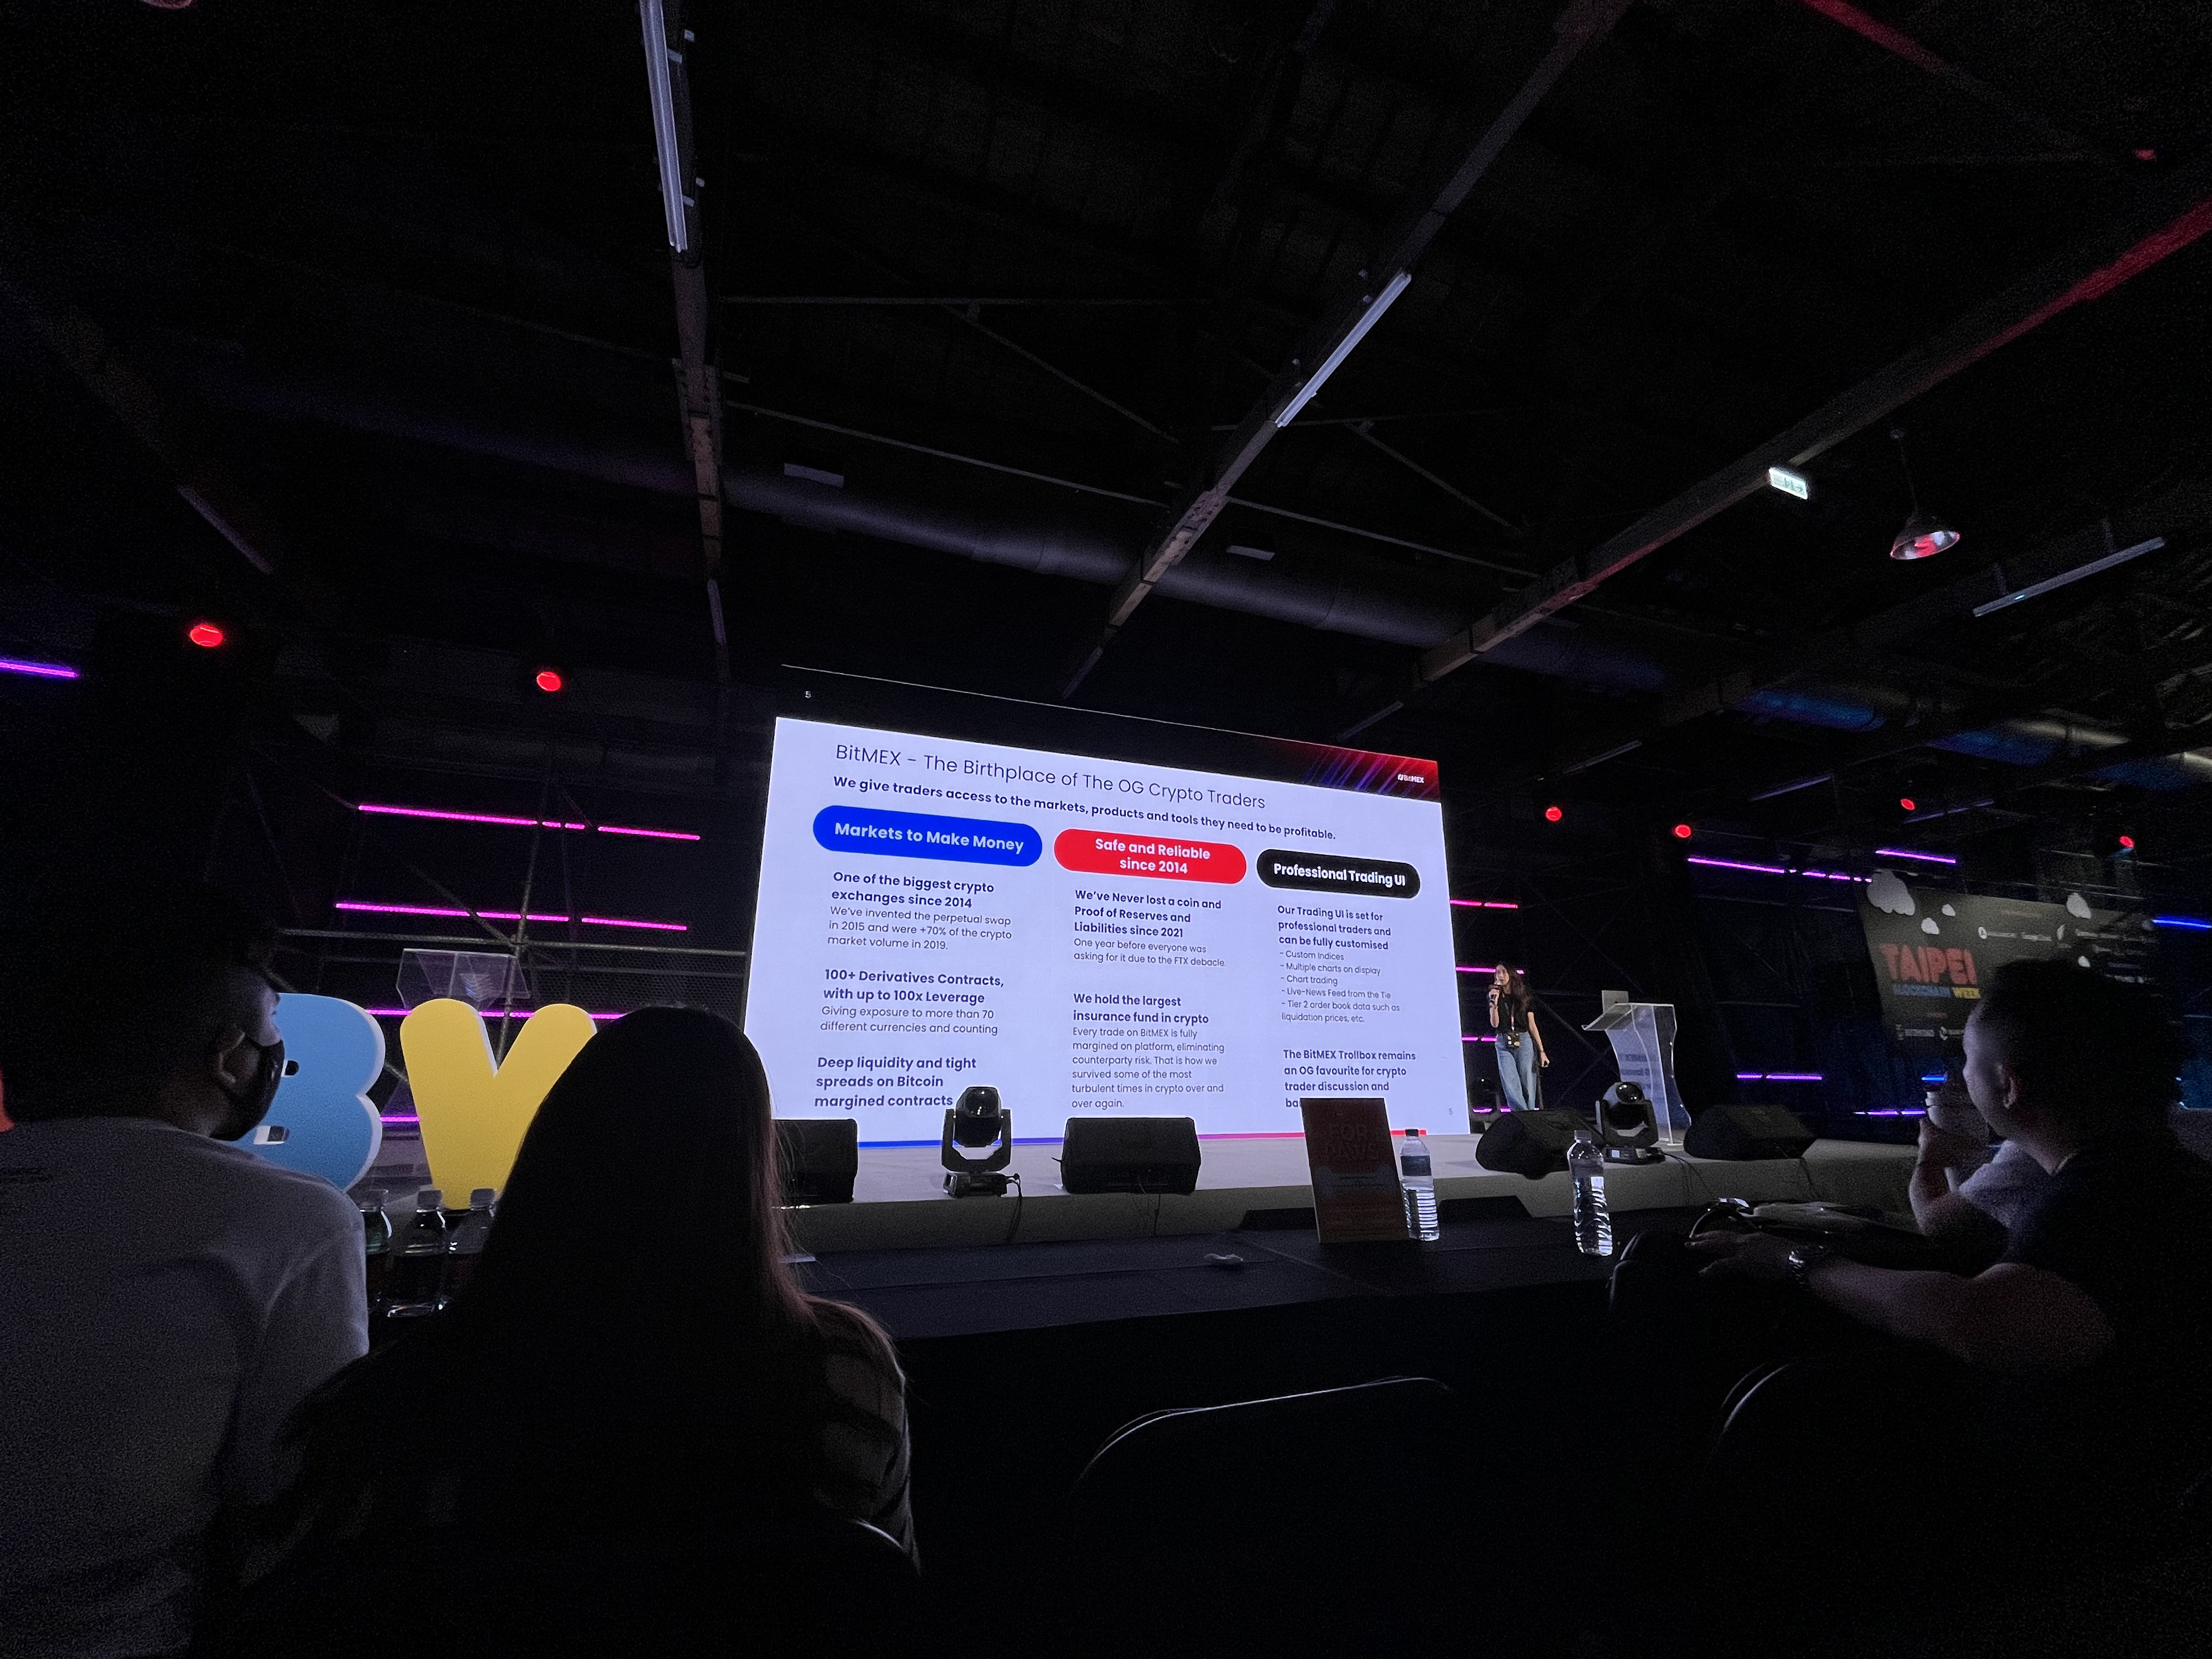 5
BitMEX – The Birthplace of The OG Crypto Traders
BitMEX
We give traders access to the markets, products and tools they need to be profitable.
Markets to Make Money
One of the biggest crypto
exchanges since 2014
We've invented the perpetual swap
in 2015 and were +70% of the crypto
market volume in 2019.
100+ Derivatives Contracts,
with up to 100x Leverage
Giving exposure to more than 70
different currencies and counting
Deep liquidity and tight
spreads on Bitcoin
margined contracts
Safe and Reliable
since 2014
We've Never lost a coin and
Proof of Reserves and
Liabilities since 2021
One year before everyone was
asking for it due to the FTX debacle.
We hold the largest
insurance fund in crypto
Every trade on BitMEX is fully
margined on platform, eliminating
counterparty risk. That is how we
survived some of the most
turbulent times in crypto over and
over again.
Professional Trading UI
Our Trading UI is set for
professional traders and
can be fully customised
- Custom Indices
- Multiple charts on display
- Chart trading
- Live-News Feed from the Tie
- Tier 2 order book data such as
liquidation prices, etc.
The BitMEX Trollbox remains
an OG favourite for crypto
trader discussion and
5
B
TAIPEI
BLOCKCHAIN WEEK
FOR